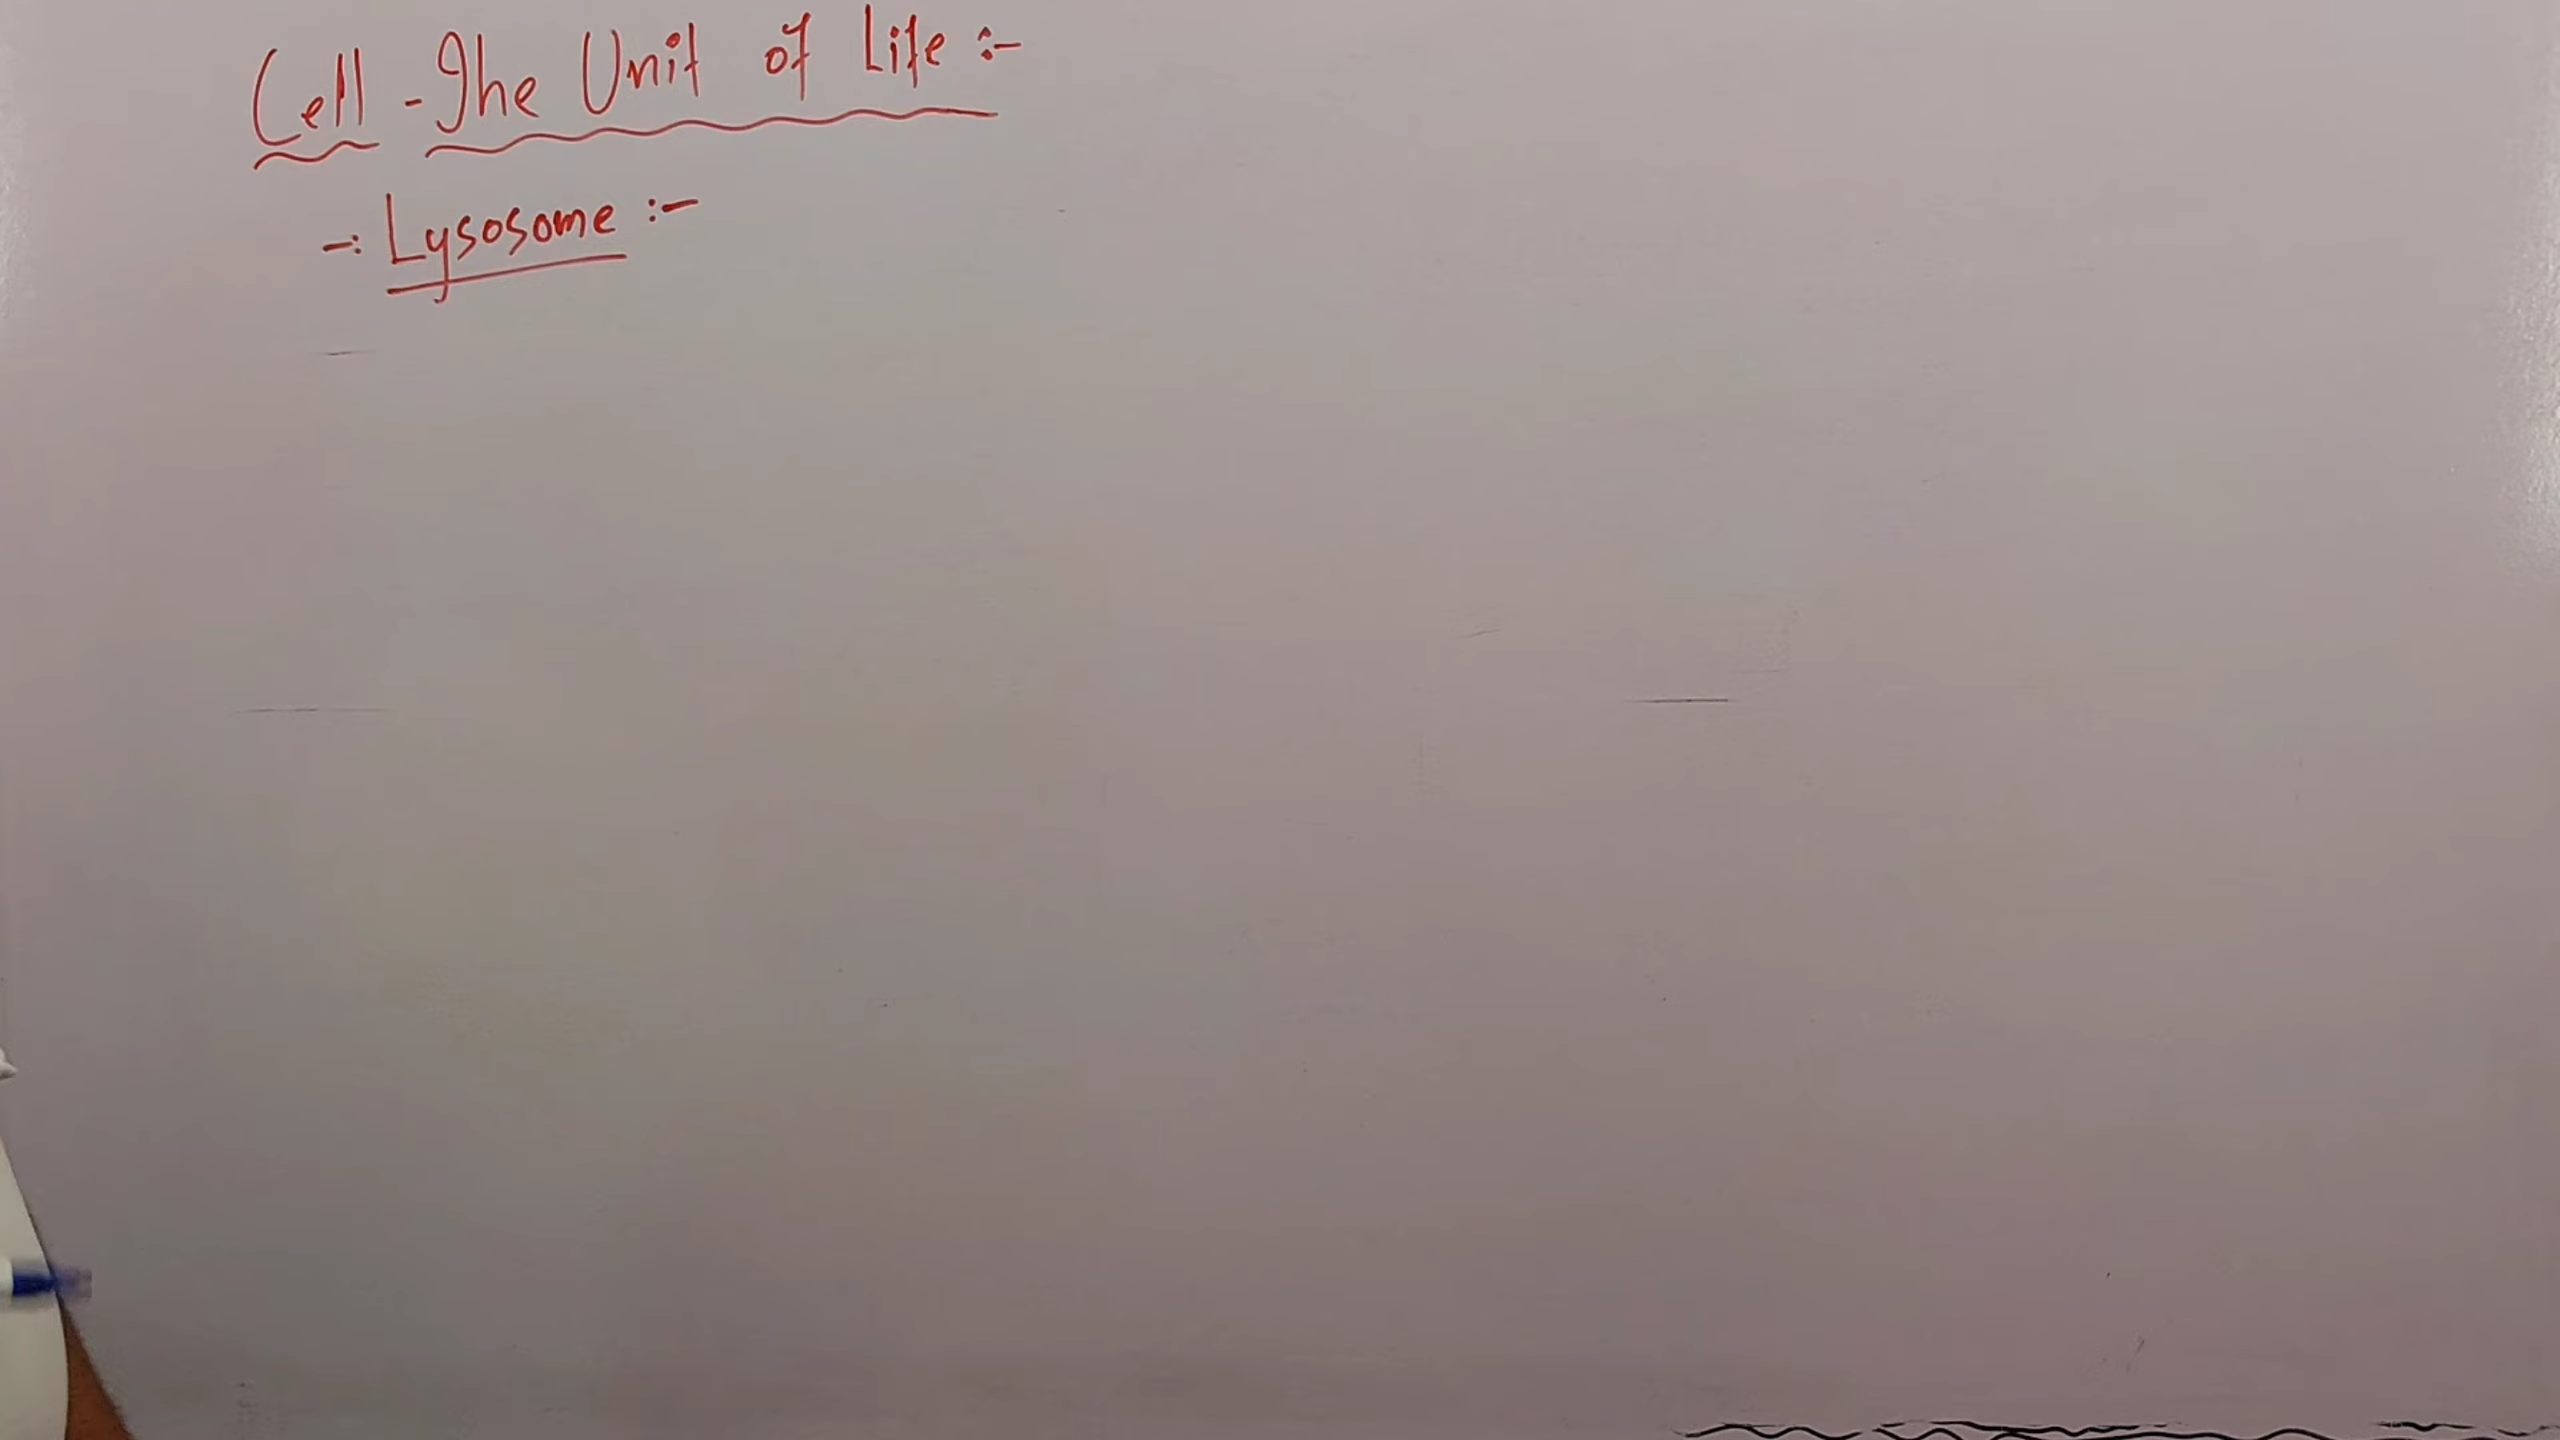 Cell - The Unit of Life :-
-: Lysosome :-